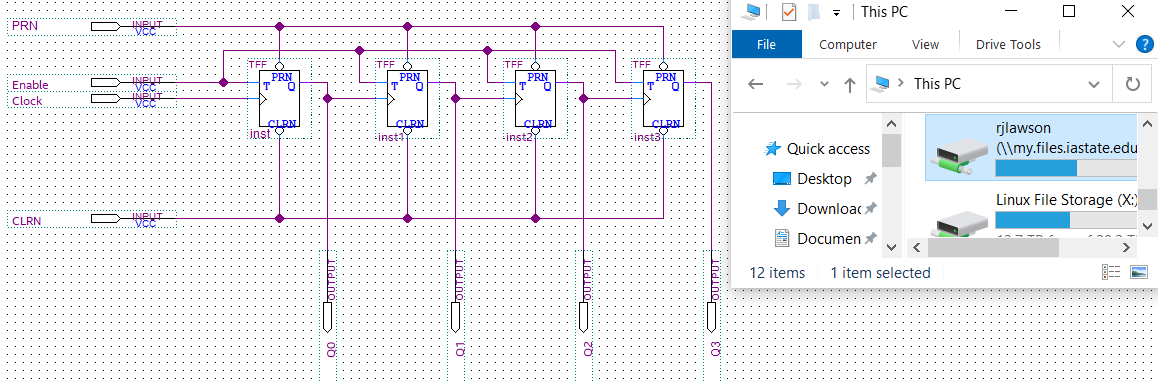 PRN
INPUT
VCC
Enable
INPUT
VCC
Clock
INPUT
VCC
CLRN
INPUT
VCC
TFF
PRN
T Q
CLRN
inst
TFF
PRN
T Q
CLRN
inst1
TFF
PRN
T Q
CLRN
inst2
TFF
PRN
T Q
CLRN
inst3
OUTPUT
Q0
OUTPUT
Q1
OUTPUT
Q2
OUTPUT
Q3
This PC
File Computer View Drive Tools
This PC
Quick access
Desktop
Downloac
Documen
rjlawson
(\\my.files.iastate.edu
Linux File Storage (X:)
12 items 1 item selected